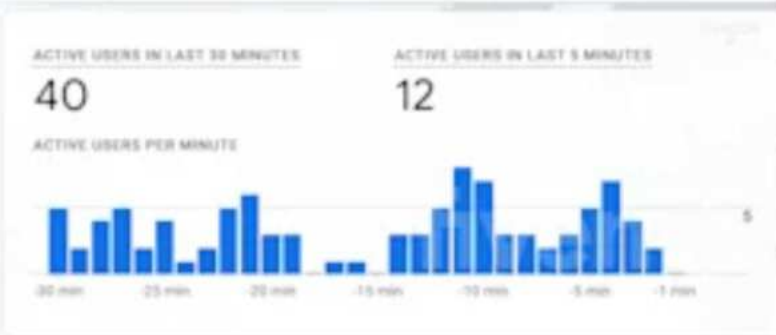 ACTIVE USERS IN LAST 30 MINUTES
ACTIVE USERS IN LAST 5 MINUTES
40
12
ACTIVE USERS PER MINUTE
5
-30 min
-25 min
-20 min
-15 min
-10 min
-5 min
-1 min